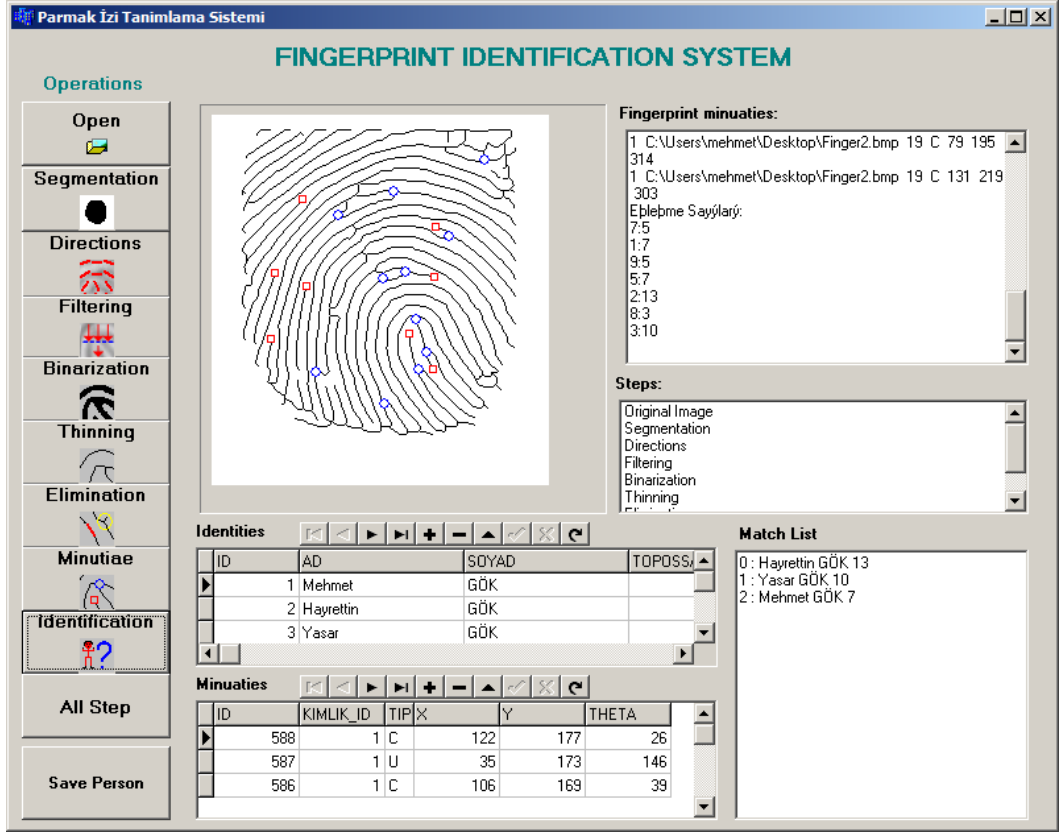 Parmak İzi Tanimlama Sistemi
FINGERPRINT IDENTIFICATION SYSTEM
Operations
Open
Segmentation
Directions
Filtering
Binarization
Thinning
Elimination
Minutiae
Identification
All Step
Save Person
Fingerprint minuaties:
1 C:\Users\mehmet\Desktop\Finger2.bmp 19 C 79 195
314
1 C:\Users\mehmet\Desktop\Finger2.bmp 19 C 131 219
303
Eþleþme Sayýlarý:
7:5
1:7
9:5
5:7
2:13
8:3
3:10
Steps:
Original Image
Segmentation
Directions
Filtering
Binarization
Thinning
Identities
ID AD SOYAD TOPOSSA
1 Mehmet GÖK
2 Hayrettin GÖK
3 Yasar GÖK
Minuaties
ID KIMLIK_ID TIP X Y THETA
588 1 C 122 177 26
587 1 U 35 173 146
586 1 C 106 169 39
Match List
0 : Hayrettin GÖK 13
1 : Yasar GÖK 10
2 : Mehmet GÖK 7